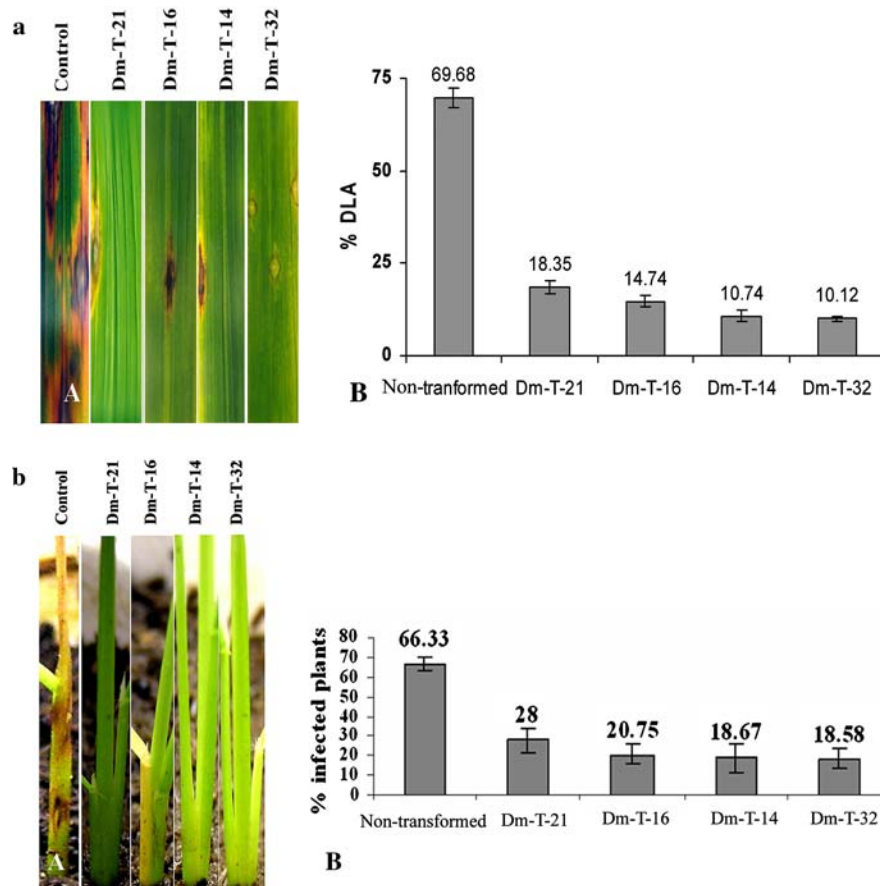 a
Control
Dm-T-21
Dm-T-16
Dm-T-14
Dm-T-32
A
% DLA
75
50
25
0
69.68
18.35
14.74
10.74
10.12
B
Non-tranformed
Dm-T-21
Dm-T-16
Dm-T-14
Dm-T-32
b
Control
Dm-T-21
Dm-T-16
Dm-T-14
Dm-T-32
A
% infected plants
80
70
60
50
40
30
20
10
0
66.33
28
20.75
18.67
18.58
Non-transformed
Dm-T-21
Dm-T-16
Dm-T-14
Dm-T-32
B